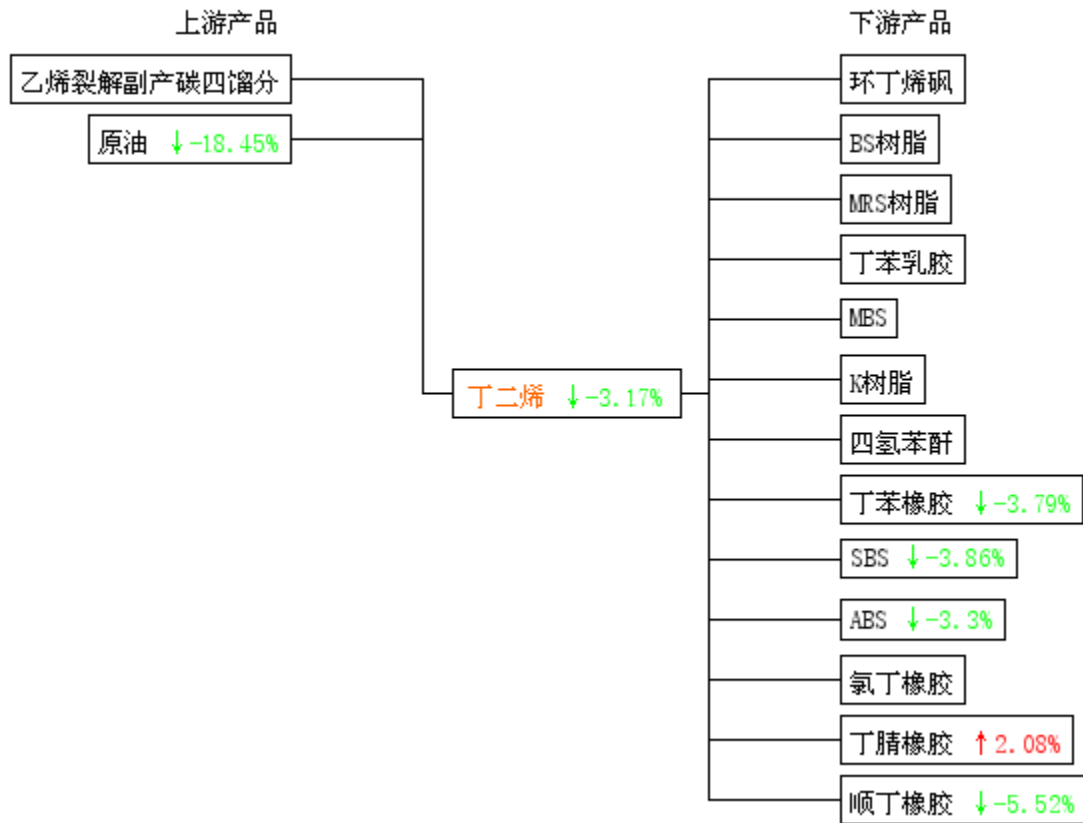 上游产品
下游产品
乙烯裂解副产碳四馏分
原油 ↓-18.45%
丁二烯 ↓-3.17%
环丁烯砜
BS树脂
MRS树脂
丁苯乳胶
MBS
K树脂
四氢苯酐
丁苯橡胶 ↓-3.79%
SBS ↓-3.86%
ABS ↓-3.3%
氯丁橡胶
丁腈橡胶 ↑2.08%
顺丁橡胶 ↓-5.52%